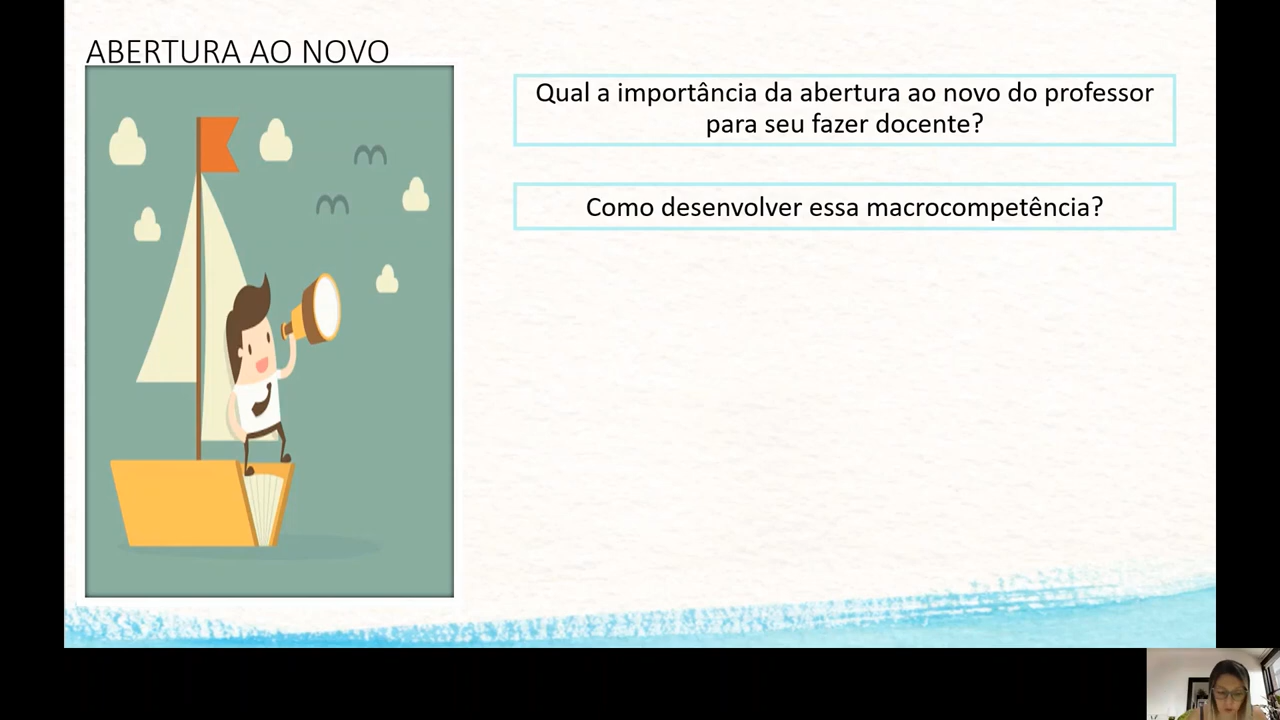 ABERTURA AO NOVO
Qual a importância da abertura ao novo do professor
para seu fazer docente?
Como desenvolver essa macrocompetência?